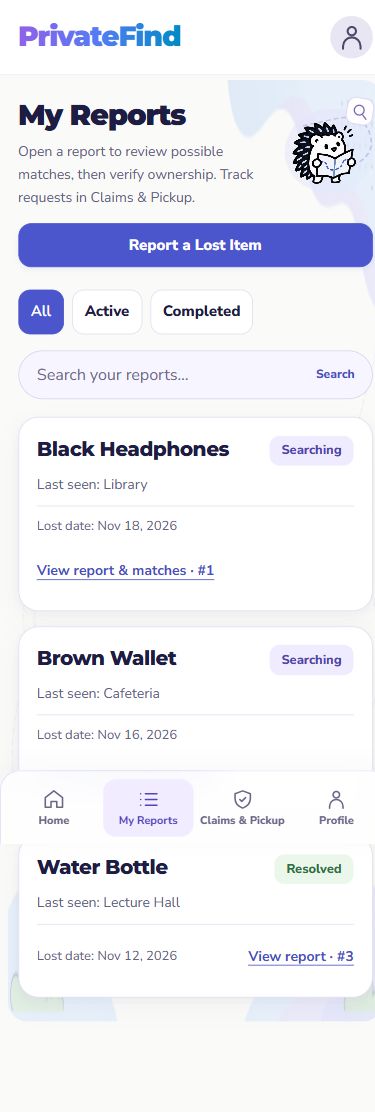 PrivateFind
My Reports
Open a report to review possible
matches, then verify ownership. Track
requests in Claims & Pickup.
Report a Lost Item
All
Active
Completed
Search your reports...
Search
Black Headphones
Searching
Last seen: Library
Lost date: Nov 18, 2026
View report & matches · #1
Brown Wallet
Searching
Last seen: Cafeteria
Lost date: Nov 16, 2026
Home
My Reports
Claims & Pickup
Profile
Water Bottle
Resolved
Last seen: Lecture Hall
Lost date: Nov 12, 2026
View report · #3